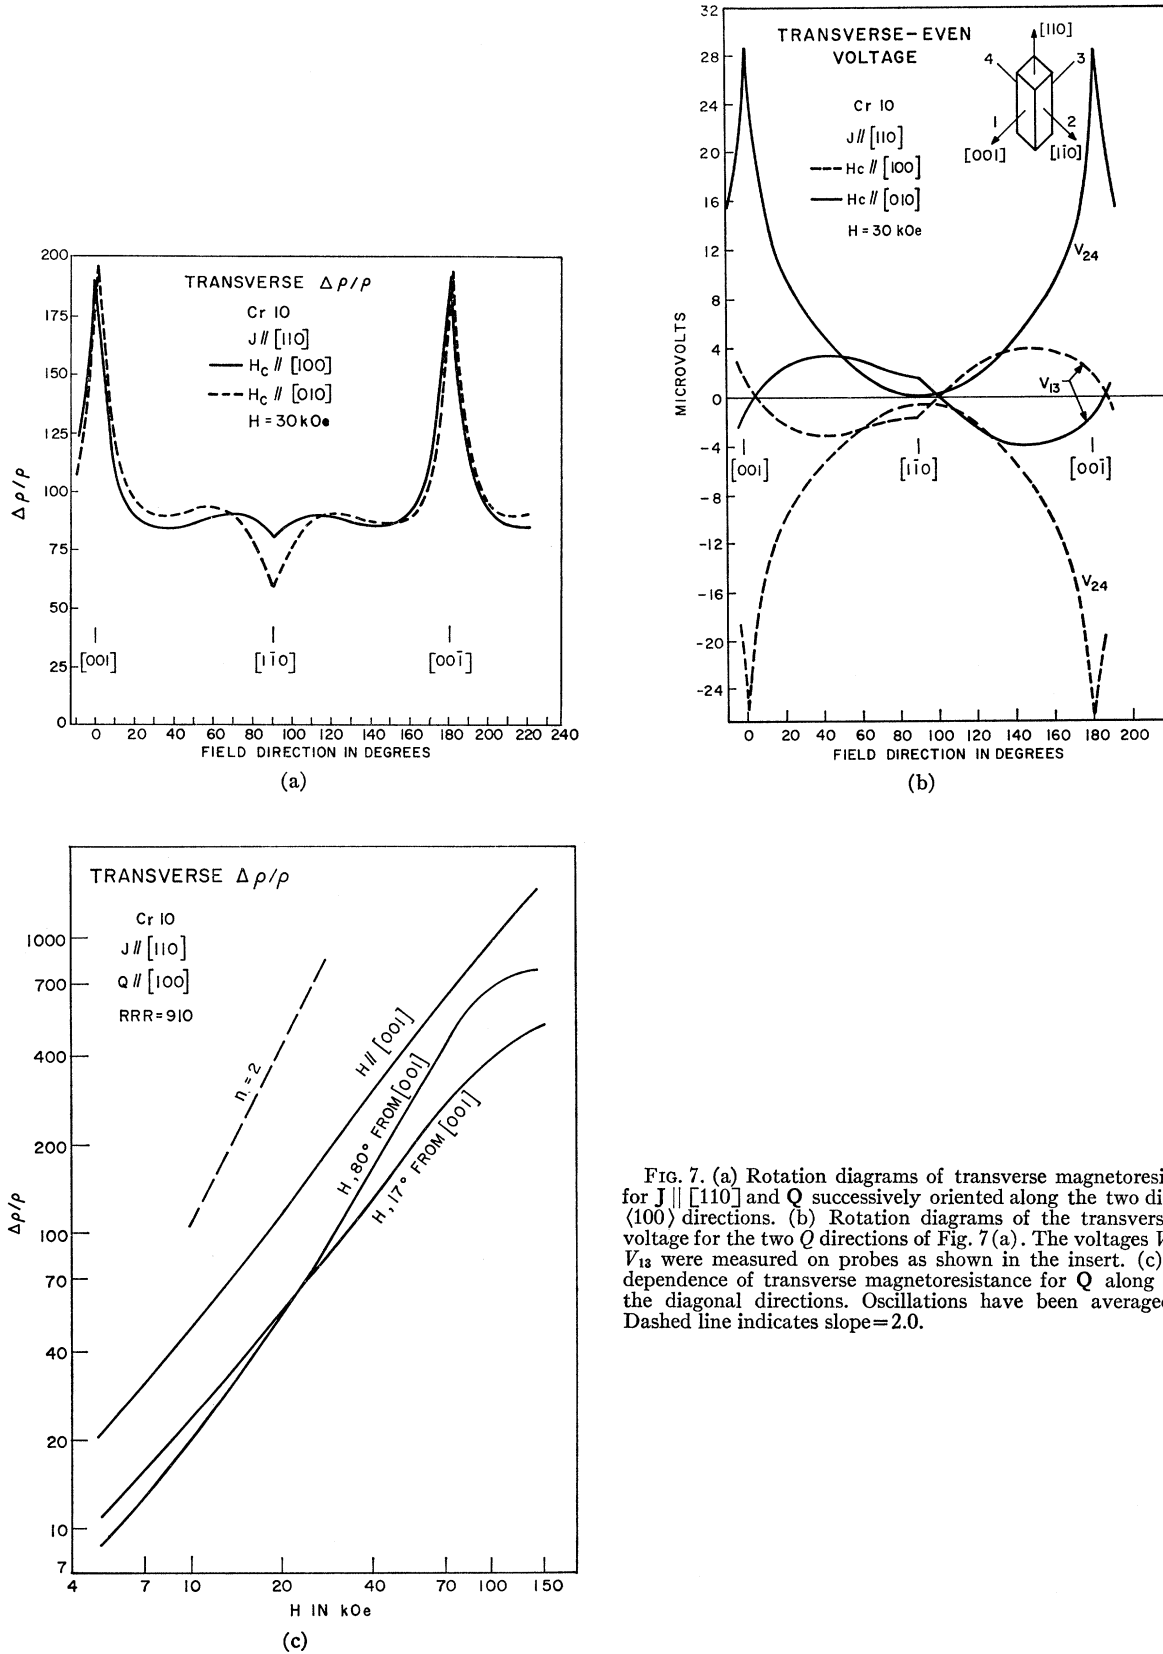 TRANSVERSE Δρ/ρ
Cr 10
J // [110]
Hc // [100]
Hc // [010]
H = 30 kOe
Δρ/ρ
200
175
150
125
100
75
50
25
0
[001]
[11̄0]
[001̄]
0 20 40 60 80 100 120 140 160 180 200 220 240
FIELD DIRECTION IN DEGREES
(a)
TRANSVERSE-EVEN
VOLTAGE
Cr 10
J // [110]
Hc // [100]
Hc // [010]
H = 30 kOe
[110]
4 3
1 2
[001] [11̄0]
MICROVOLTS
32
28
24
20
16
12
8
4
0
-4
-8
-12
-16
-20
-24
V24
V13
V24
[001]
[11̄0]
[001̄]
0 20 40 60 80 100 120 140 160 180 200
FIELD DIRECTION IN DEGREES
(b)
TRANSVERSE Δρ/ρ
Cr 10
J // [110]
Q // [100]
RRR = 910
n = 2
H // [001]
H, 80° FROM [001]
H, 17° FROM [001]
Δρ/ρ
1000
700
400
200
100
70
40
20
10
7
4 7 10 20 40 70 100 150
H IN kOe
(c)
FIG. 7. (a) Rotation diagrams of transverse magnetoresi
for J || [110] and Q successively oriented along the two di
⟨100⟩ directions. (b) Rotation diagrams of the transvers
voltage for the two Q directions of Fig. 7(a). The voltages V
V13 were measured on probes as shown in the insert. (c)
dependence of transverse magnetoresistance for Q along
the diagonal directions. Oscillations have been averaged
Dashed line indicates slope=2.0.